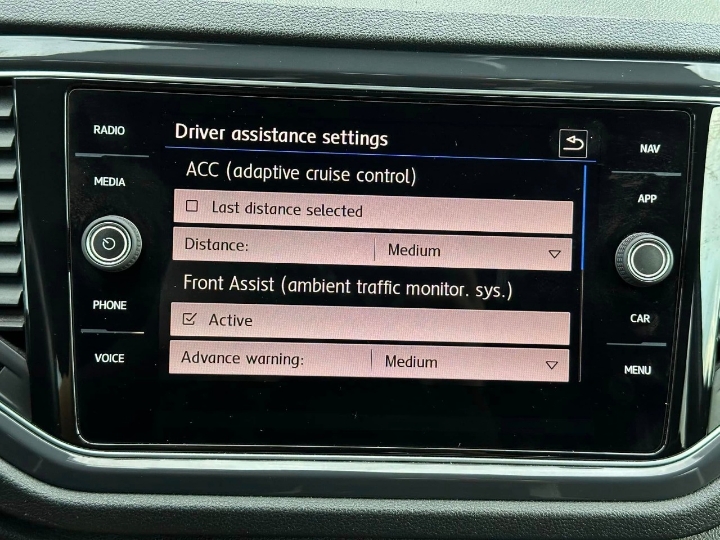 RADIO
MEDIA
PHONE
VOICE
Driver assistance settings
ACC (adaptive cruise control)
Last distance selected
Distance: Medium
Front Assist (ambient traffic monitor. sys.)
Active
Advance warning: Medium
NAV
APP
CAR
MENU